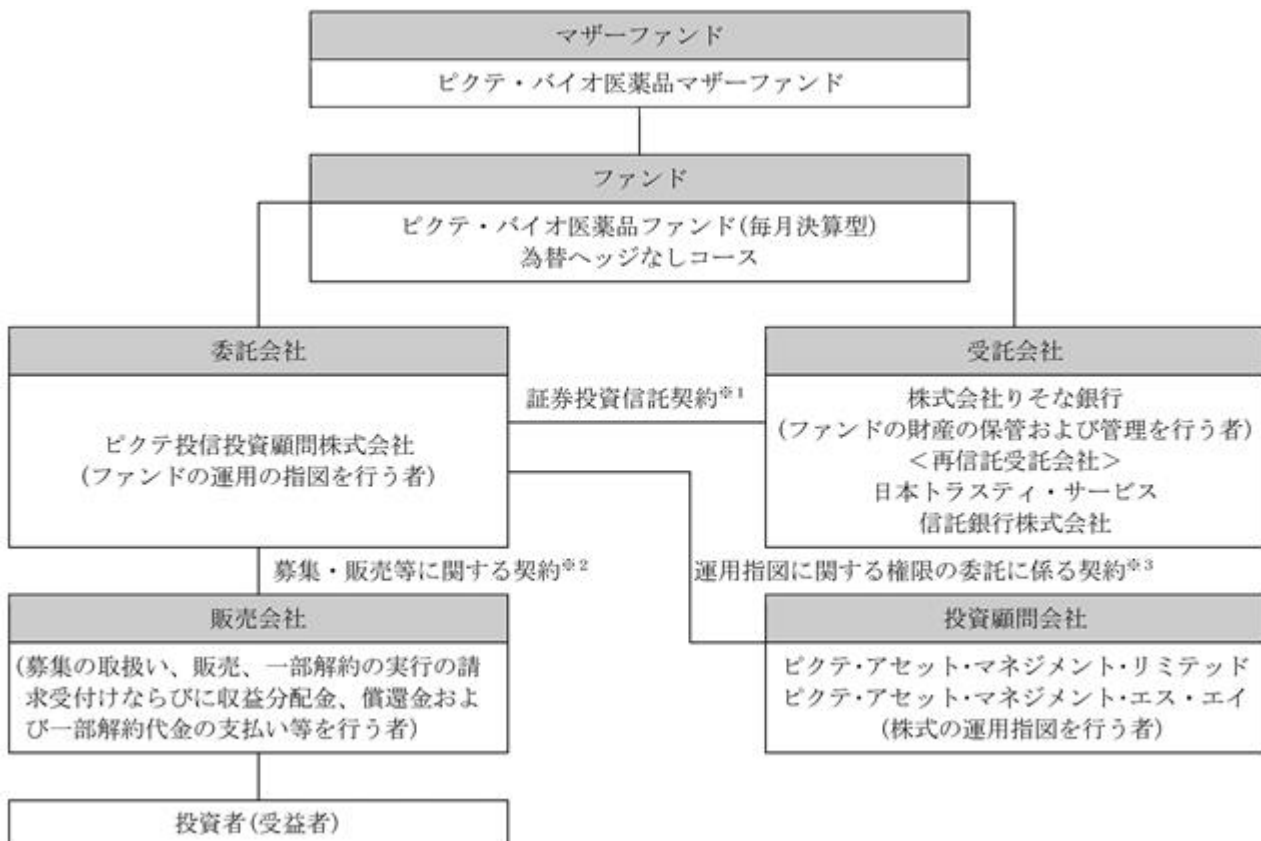 マザーファンド
ピクテ・バイオ医薬品マザーファンド
ファンド
ピクテ・バイオ医薬品ファンド(毎月決算型)
為替ヘッジなしコース
委託会社
ピクテ投信投資顧問株式会社
(ファンドの運用の指図を行う者)
証券投資信託契約※1
受託会社
株式会社りそな銀行
(ファンドの財産の保管および管理を行う者)
<再信託受託会社>
日本トラスティ・サービス
信託銀行株式会社
募集・販売等に関する契約※2
運用指図に関する権限の委託に係る契約※3
販売会社
(募集の取扱い、販売、一部解約の実行の請
求受付けならびに収益分配金、償還金およ
び一部解約代金の支払い等を行う者)
投資顧問会社
ピクテ・アセット・マネジメント・リミテッド
ピクテ・アセット・マネジメント・エス・エイ
(株式の運用指図を行う者)
投資者(受益者)